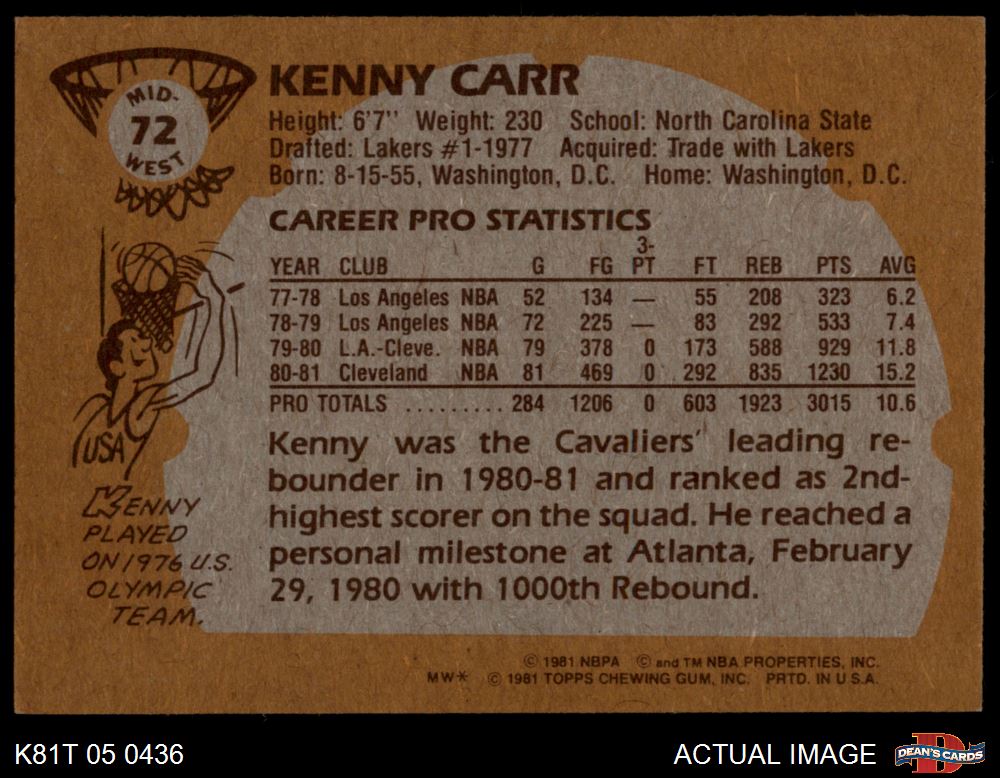 MID-
72
WEST
KENNY CARR
Height: 6'7" Weight: 230 School: North Carolina State
Drafted: Lakers #1-1977 Acquired: Trade with Lakers
Born: 8-15-55, Washington, D.C. Home: Washington, D.C.
CAREER PRO STATISTICS
YEAR CLUB G FG 3-PT FT REB PTS AVG
77-78 Los Angeles NBA 52 134 — 55 208 323 6.2
78-79 Los Angeles NBA 72 225 — 83 292 533 7.4
79-80 L.A.-Cleve. NBA 79 378 0 173 588 929 11.8
80-81 Cleveland NBA 81 469 0 292 835 1230 15.2
PRO TOTALS ......... 284 1206 0 603 1923 3015 10.6
Kenny was the Cavaliers' leading re-
bounder in 1980-81 and ranked as 2nd-
highest scorer on the squad. He reached a
personal milestone at Atlanta, February
29, 1980 with 1000th Rebound.
USA
KENNY
PLAYED
ON 1976 U.S.
OLYMPIC
TEAM.
© 1981 NBPA © and TM NBA PROPERTIES, INC.
MW* © 1981 TOPPS CHEWING GUM, INC. PRTD. IN U.S.A.
K81T 05 0436
ACTUAL IMAGE
D
DEAN'S CARDS